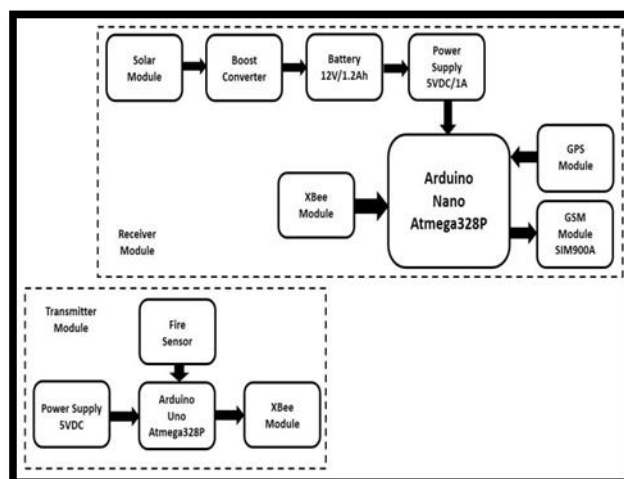 Solar
Module
Boost
Converter
Battery
12V/1.2Ah
Power
Supply
5VDC/1A
XBee
Module
Arduino
Nano
Atmega328P
GPS
Module
GSM
Module
SIM900A
Receiver
Module
Transmitter
Module
Fire
Sensor
Power Supply
5VDC
Arduino
Uno
Atmega328P
XBee
Module